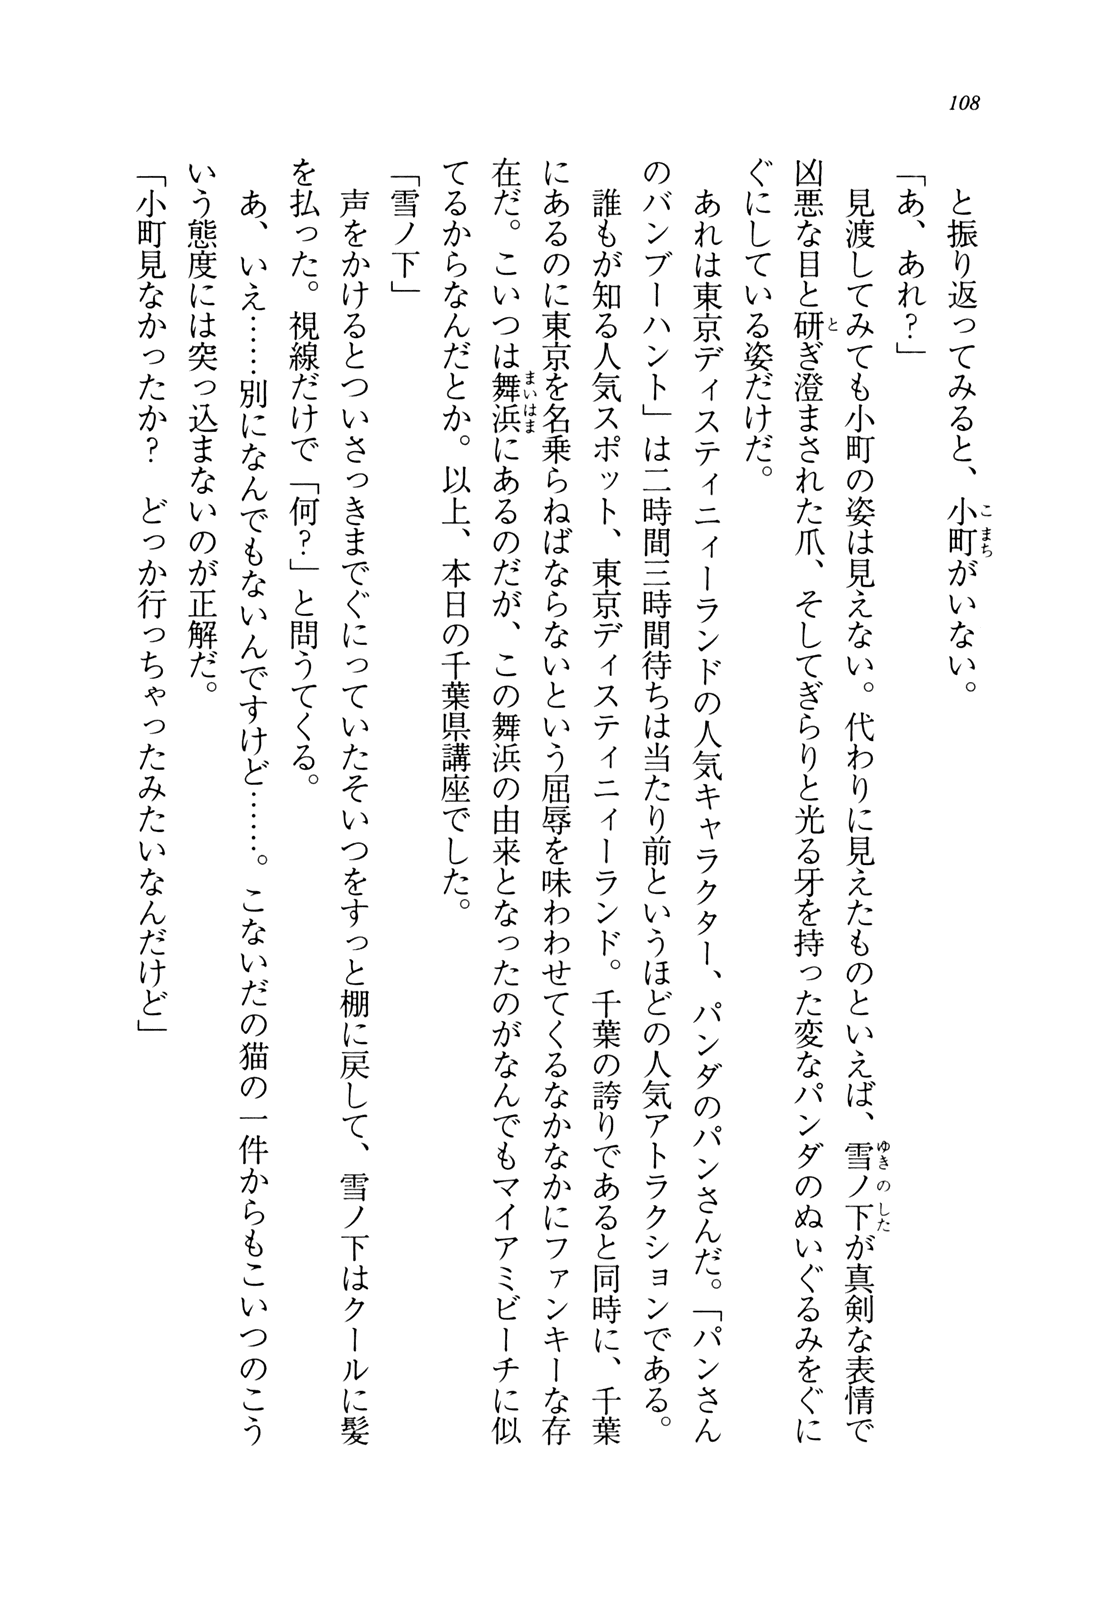 108
と振り返ってみると、小町がいない。
「あ、あれ？」
見渡してみても小町の姿は見えない。代わりに見えたものといえば、雪ノ下が真剣な表情で
凶悪な目と研ぎ澄まされた爪、そしてぎらりと光る牙を持った変なパンダのぬいぐるみをぐに
ぐにしている姿だけだ。
あれは東京ディスティニィーランドの人気キャラクター、パンダのパンさんだ。「パンさん
のバンブーハント」は二時間三時間待ちは当たり前というほどの人気アトラクションである。
誰もが知る人気スポット、東京ディスティニィーランド。千葉の誇りであると同時に、千葉
にあるのに東京を名乗らねばならないという屈辱を味わわせてくるなかなかにファンキーな存
在だ。こいつは舞浜にあるのだが、この舞浜の由来となったのがなんでもマイアミビーチに似
てるからなんだとか。以上、本日の千葉県講座でした。
「雪ノ下」
声をかけるとついさっきまでぐにっていたそいつをすっと棚に戻して、雪ノ下はクールに髪
を払った。視線だけで「何？」と問うてくる。
あ、いえ……別になんでもないんですけど……。こないだの猫の一件からもこいつのこう
いう態度には突っ込まないのが正解だ。
「小町見なかったか？　どっか行っちゃったみたいなんだけど」